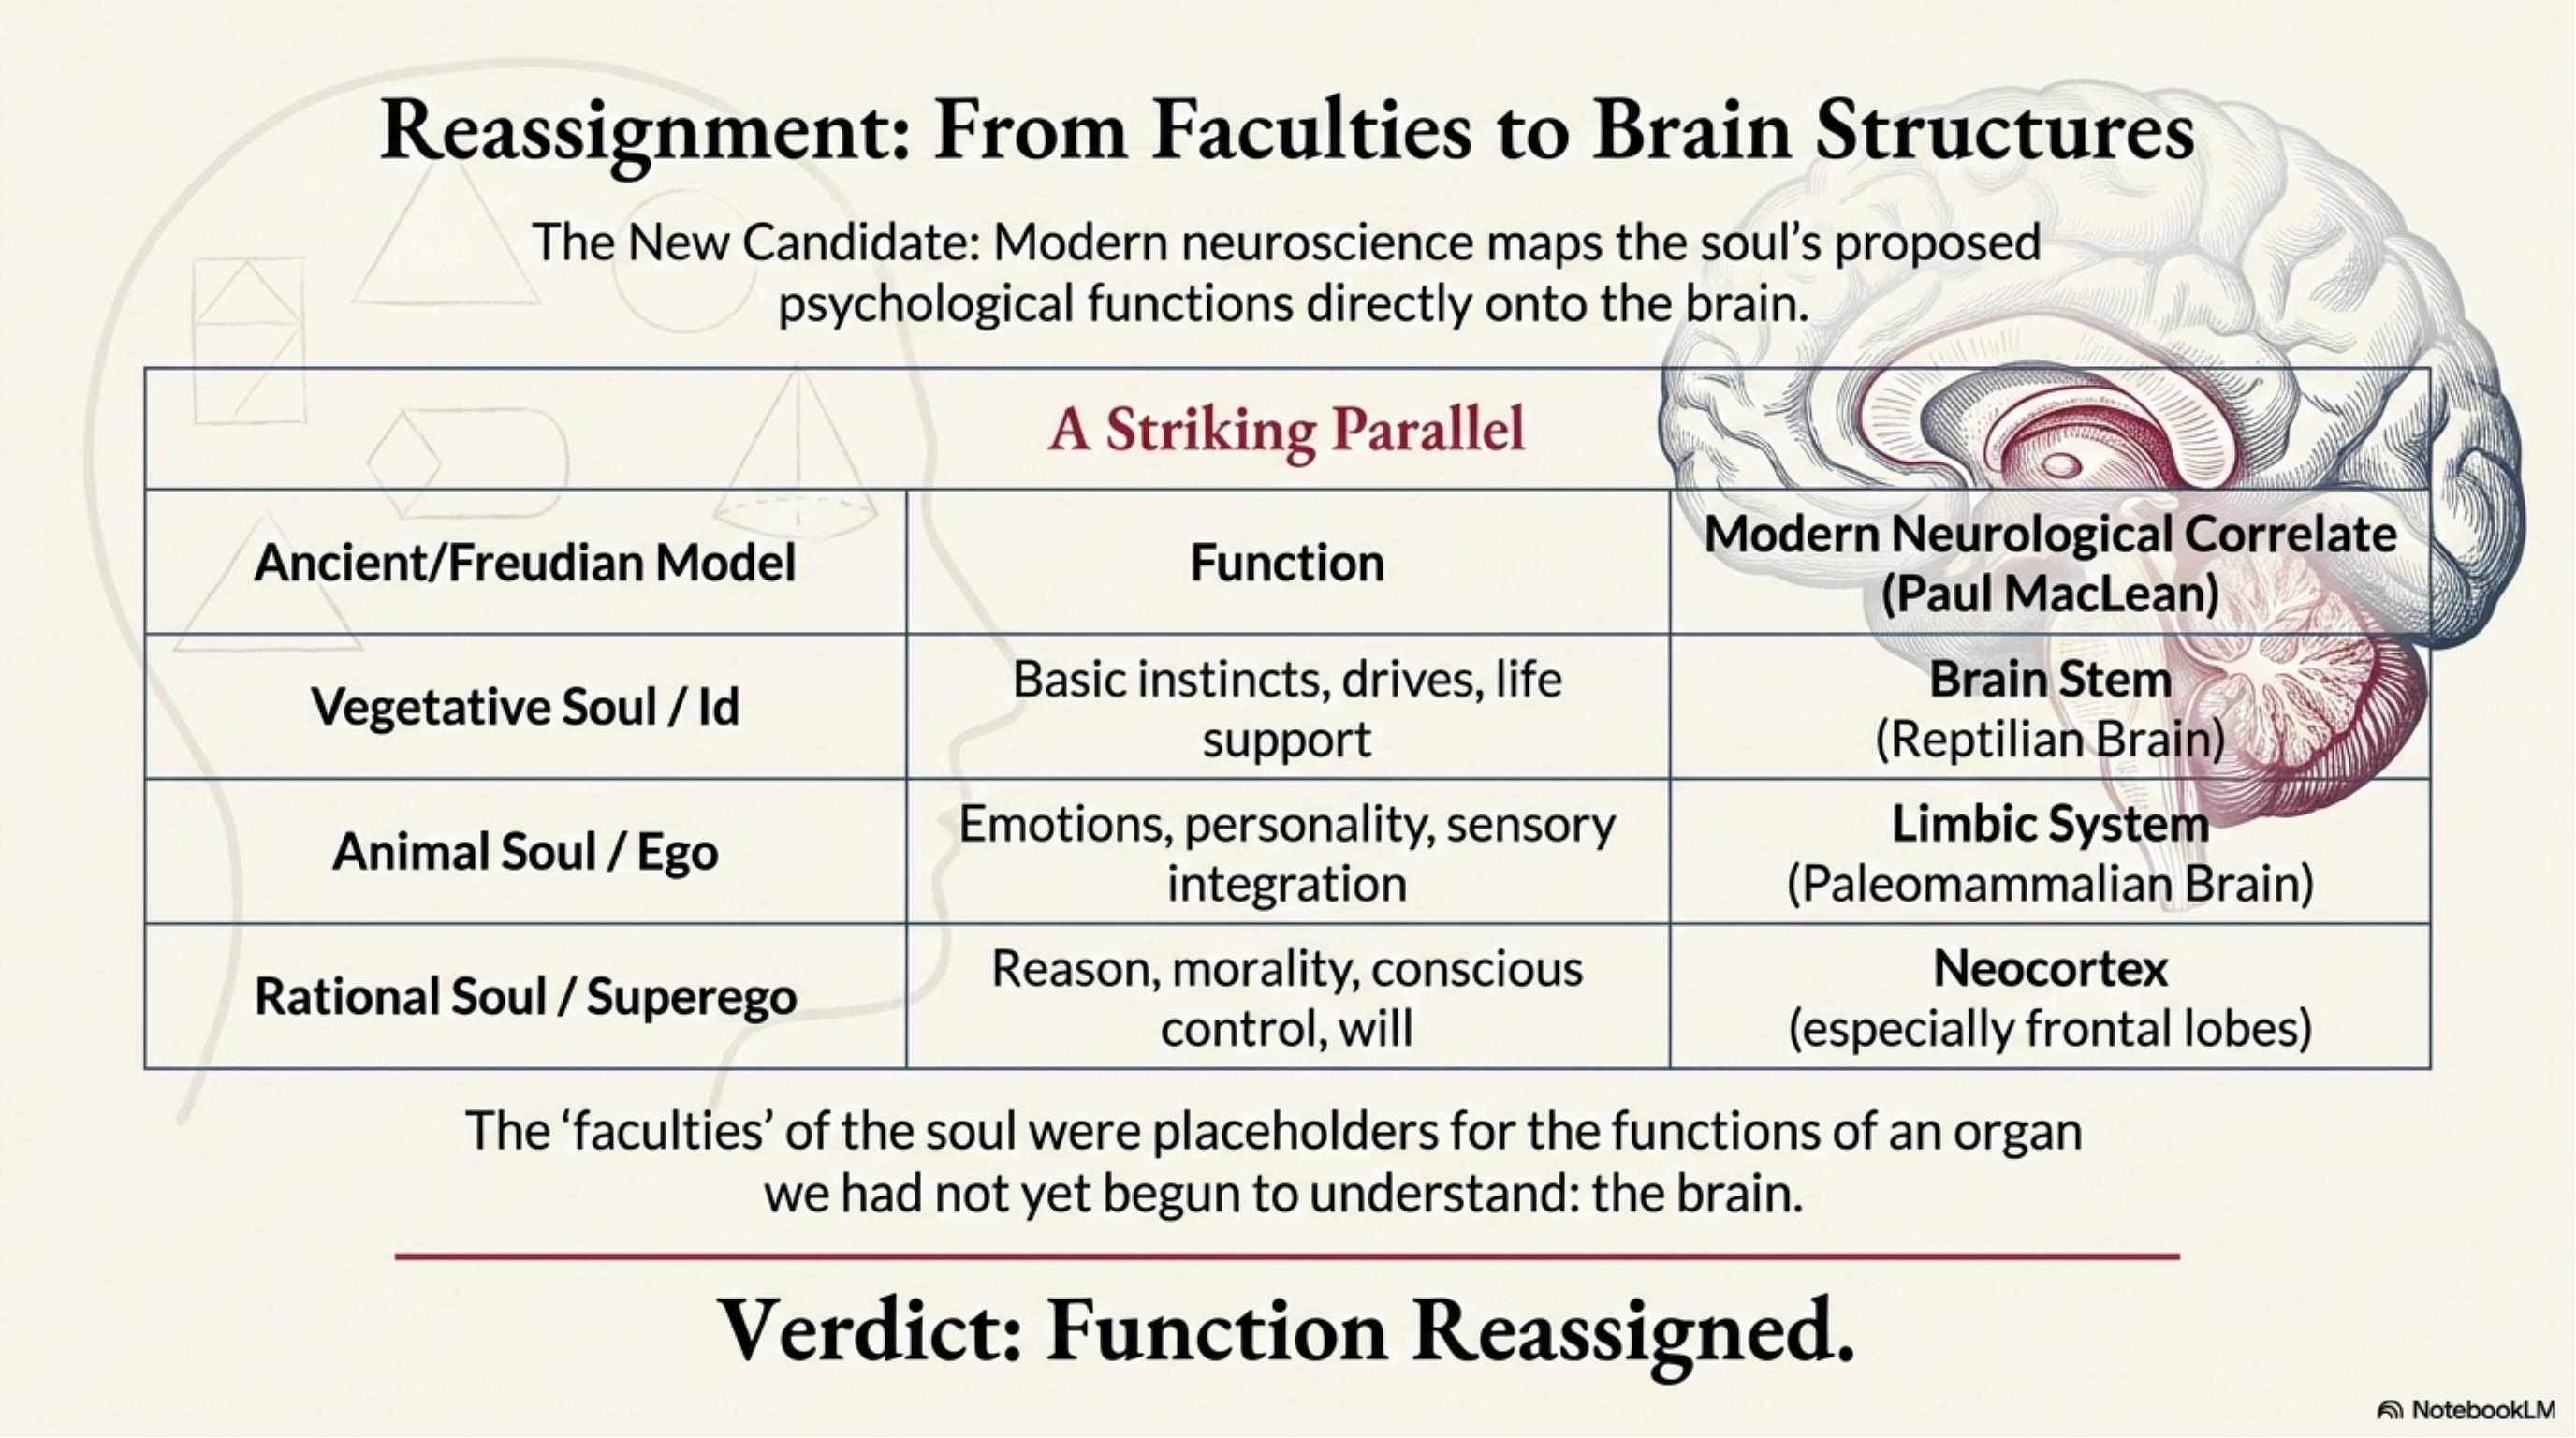 Reassignment: From Faculties to Brain Structures
The New Candidate: Modern neuroscience maps the soul’s proposed
psychological functions directly onto the brain.
A Striking Parallel
Ancient/Freudian Model
Function
Modern Neurological Correlate
(Paul MacLean)
Vegetative Soul / Id
Basic instincts, drives, life
support
Brain Stem
(Reptilian Brain)
Animal Soul / Ego
Emotions, personality, sensory
integration
Limbic System
(Paleomammalian Brain)
Rational Soul / Superego
Reason, morality, conscious
control, will
Neocortex
(especially frontal lobes)
The ‘faculties’ of the soul were placeholders for the functions of an organ
we had not yet begun to understand: the brain.
Verdict: Function Reassigned.
NotebookLM